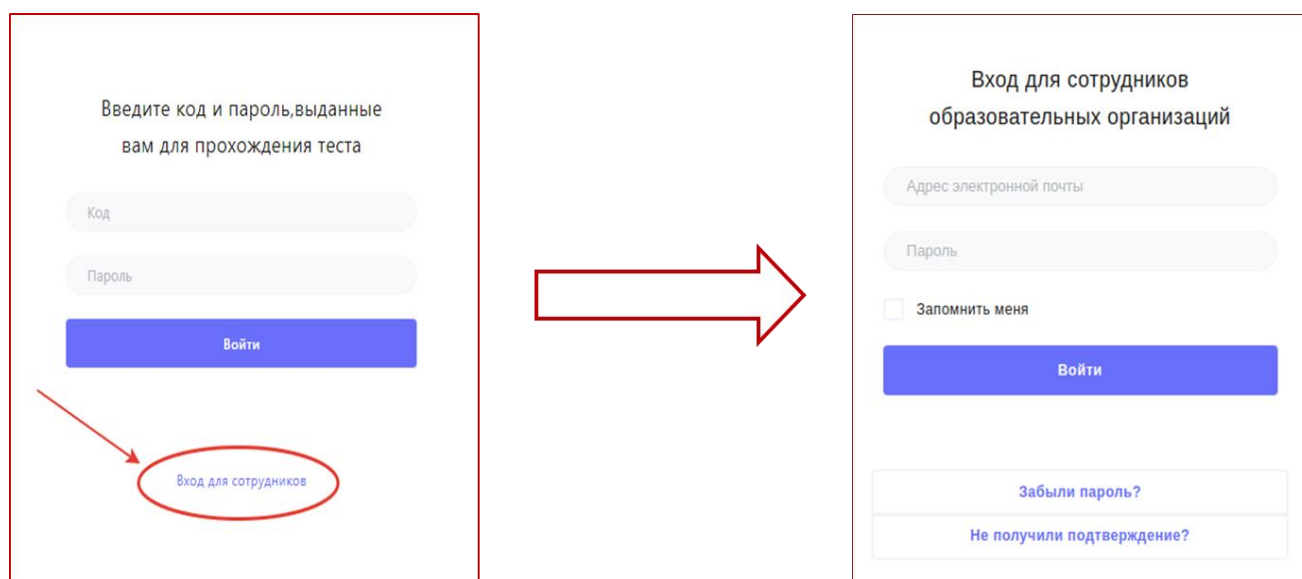 Введите код и пароль,выданные
вам для прохождения теста
Код
Пароль
Войти
Вход для сотрудников
Вход для сотрудников
образовательных организаций
Адрес электронной почты
Пароль
Запомнить меня
Войти
Забыли пароль?
Не получили подтверждение?